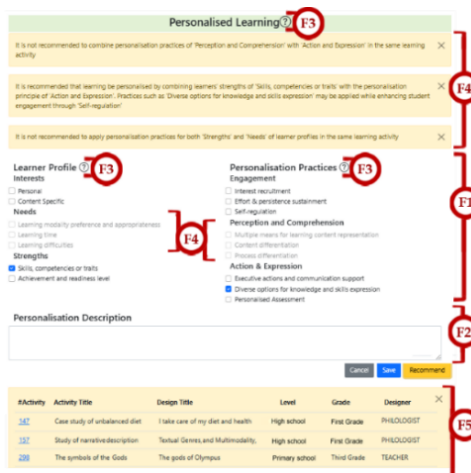 Personalised Learning ? F3
It is not recommended to combine personalisation practices of 'Perception and Comprehension' with 'Action and Expression' in the same learning
activity
It is recommended that learning be personalised by combining learners strengths of 'Skills, competencies or traits' with the personalisation
principle of 'Action and Expression'. Practices such as 'Diverse options for knowledge and skills expression' may be applied while enhancing student
engagement through 'Self-regulation'
F4
It is not recommended to apply personalisation practices for both 'Strengths' and 'Needs' of learner profiles in the same learning activity
Learner Profile ? F3
Interests
Personal
Content Specific
Needs
Learning modality preference and appropriateness
Learning time
Learning difficulties
Strengths
Skills, competencies or traits
Achievement and readiness level
F4
Personalisation Practices ? F3
Engagement
Interest recruitment
Effort & persistence sustainment
Self-regulation
Perception and Comprehension
Multiple means for learning content representation
Content differentiation
Process differentiation
Action & Expression
Executive actions and communication support
Diverse options for knowledge and skills expression
Personalised Assessment
F1
Personalisation Description
F2
Cancel Save Recommend
#Activity Activity Title Design Title Level Grade Designer
147 Case study of unbalanced diet I take care of my diet and health High school First Grade PHILOLOGIST
157 Study of narrative description Textual Genres, and Multimodality, High school First Grade PHILOLOGIST
298 The symbols of the Gods The gods of Olympus Primary school Third Grade TEACHER
F5